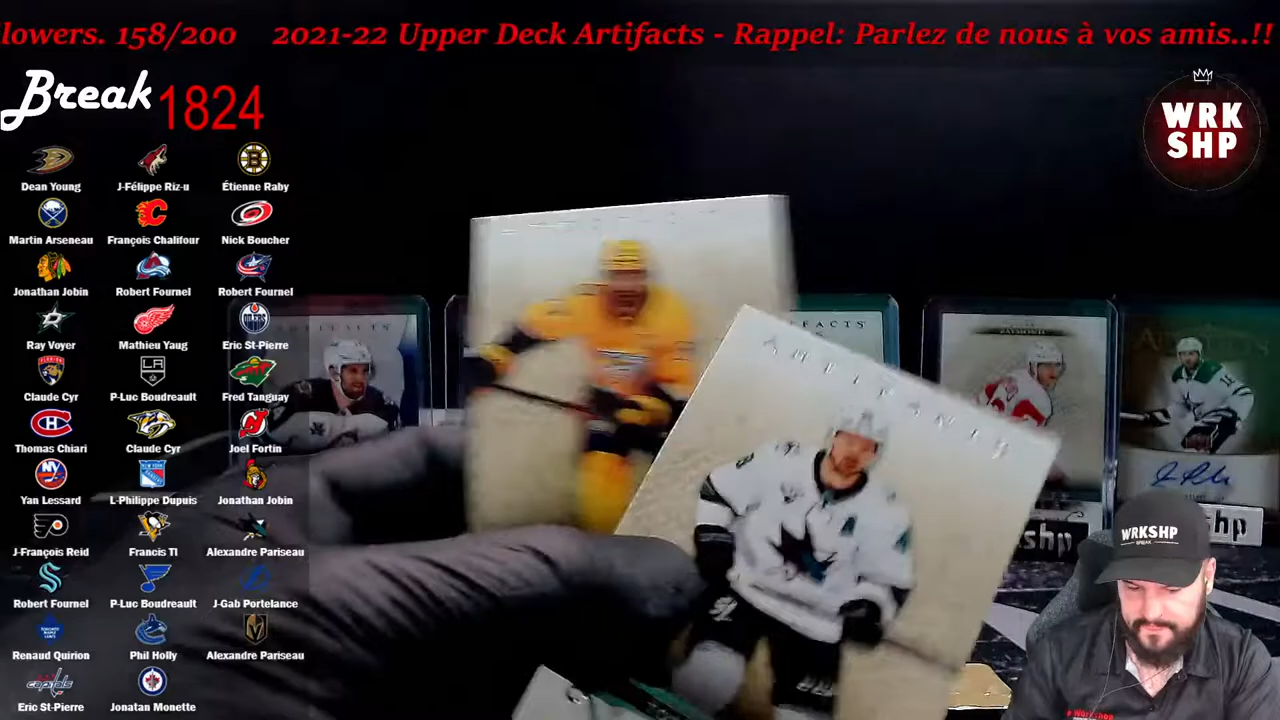 lowers. 158/200 2021-22 Upper Deck Artifacts - Rappel: Parlez de nous à vos amis..!!
Break 1824
WRK
SHP
Dean Young J-Félippe Riz-u Étienne Raby
Martin Arseneau François Chalifour Nick Boucher
Jonathan Jobin Robert Fournel Robert Fournel
Ray Voyer Mathieu Yaug Eric St-Pierre
Claude Cyr P-Luc Boudreault Fred Tanguay
Thomas Chiari Claude Cyr Joel Fortin
Yan Lessard L-Philippe Dupuis Jonathan Jobin
J-François Reid Francis Tl Alexandre Pariseau
Robert Fournel P-Luc Boudreault J-Gab Portelance
Renaud Quirion Phil Holly Alexandre Pariseau
Eric St-Pierre Jonatan Monette
RAYMOND
WRKSHP
shp
shp